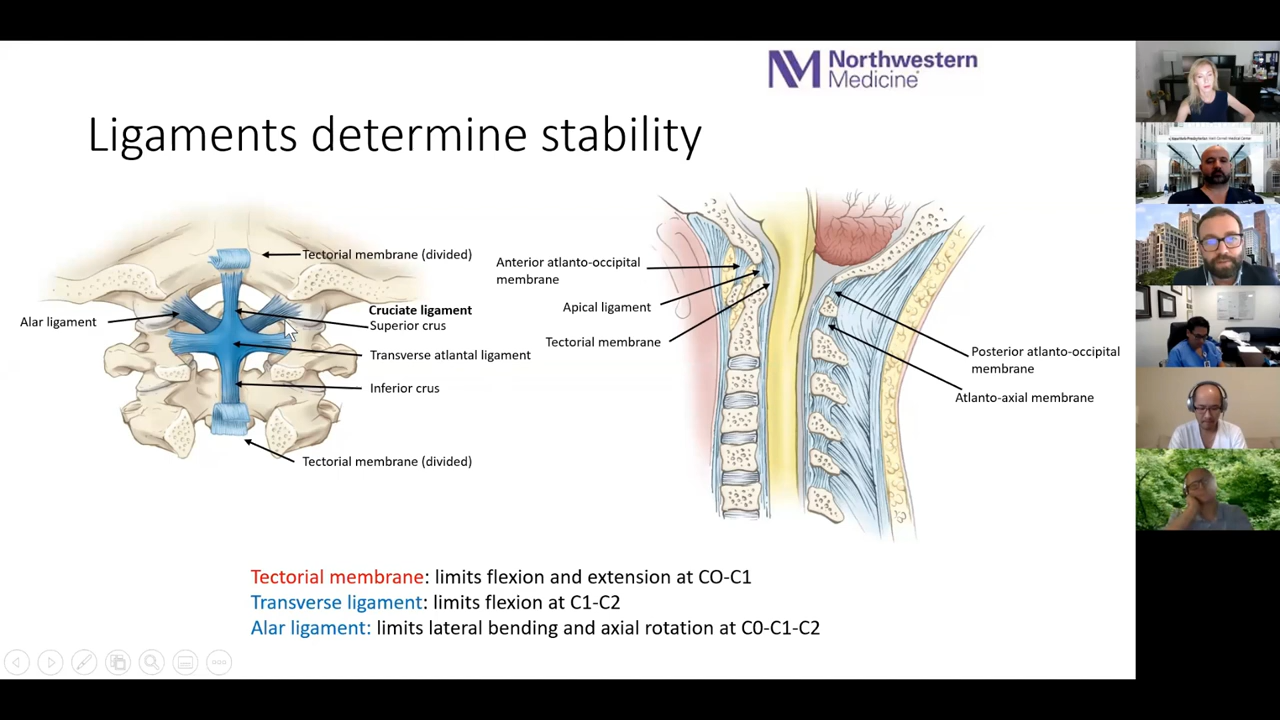 Northwestern
Medicine
Ligaments determine stability
Tectorial membrane (divided)
Alar ligament
Cruciate ligament
Superior crus
Transverse atlantal ligament
Inferior crus
Tectorial membrane (divided)
Anterior atlanto-occipital
membrane
Apical ligament
Tectorial membrane
Posterior atlanto-occipital
membrane
Atlanto-axial membrane
Tectorial membrane: limits flexion and extension at CO-C1
Transverse ligament: limits flexion at C1-C2
Alar ligament: limits lateral bending and axial rotation at C0-C1-C2